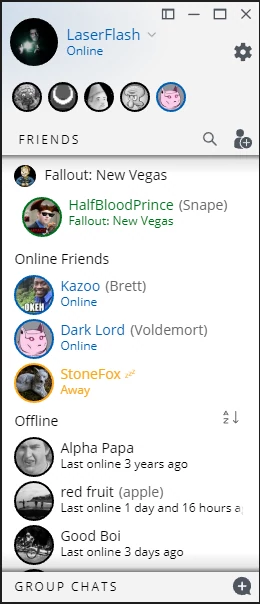 LaserFlash
Online
FRIENDS
Fallout: New Vegas
HalfBloodPrince (Snape)
Fallout: New Vegas
Online Friends
Kazoo (Brett)
OKEH
Online
Dark Lord (Voldemort)
Online
StoneFox zzz
Away
Offline
A
Z
Alpha Papa
Last online 3 years ago
red fruit (apple)
Last online 1 day and 16 hours a
Good Boi
Last online 3 days ago
GROUP CHATS